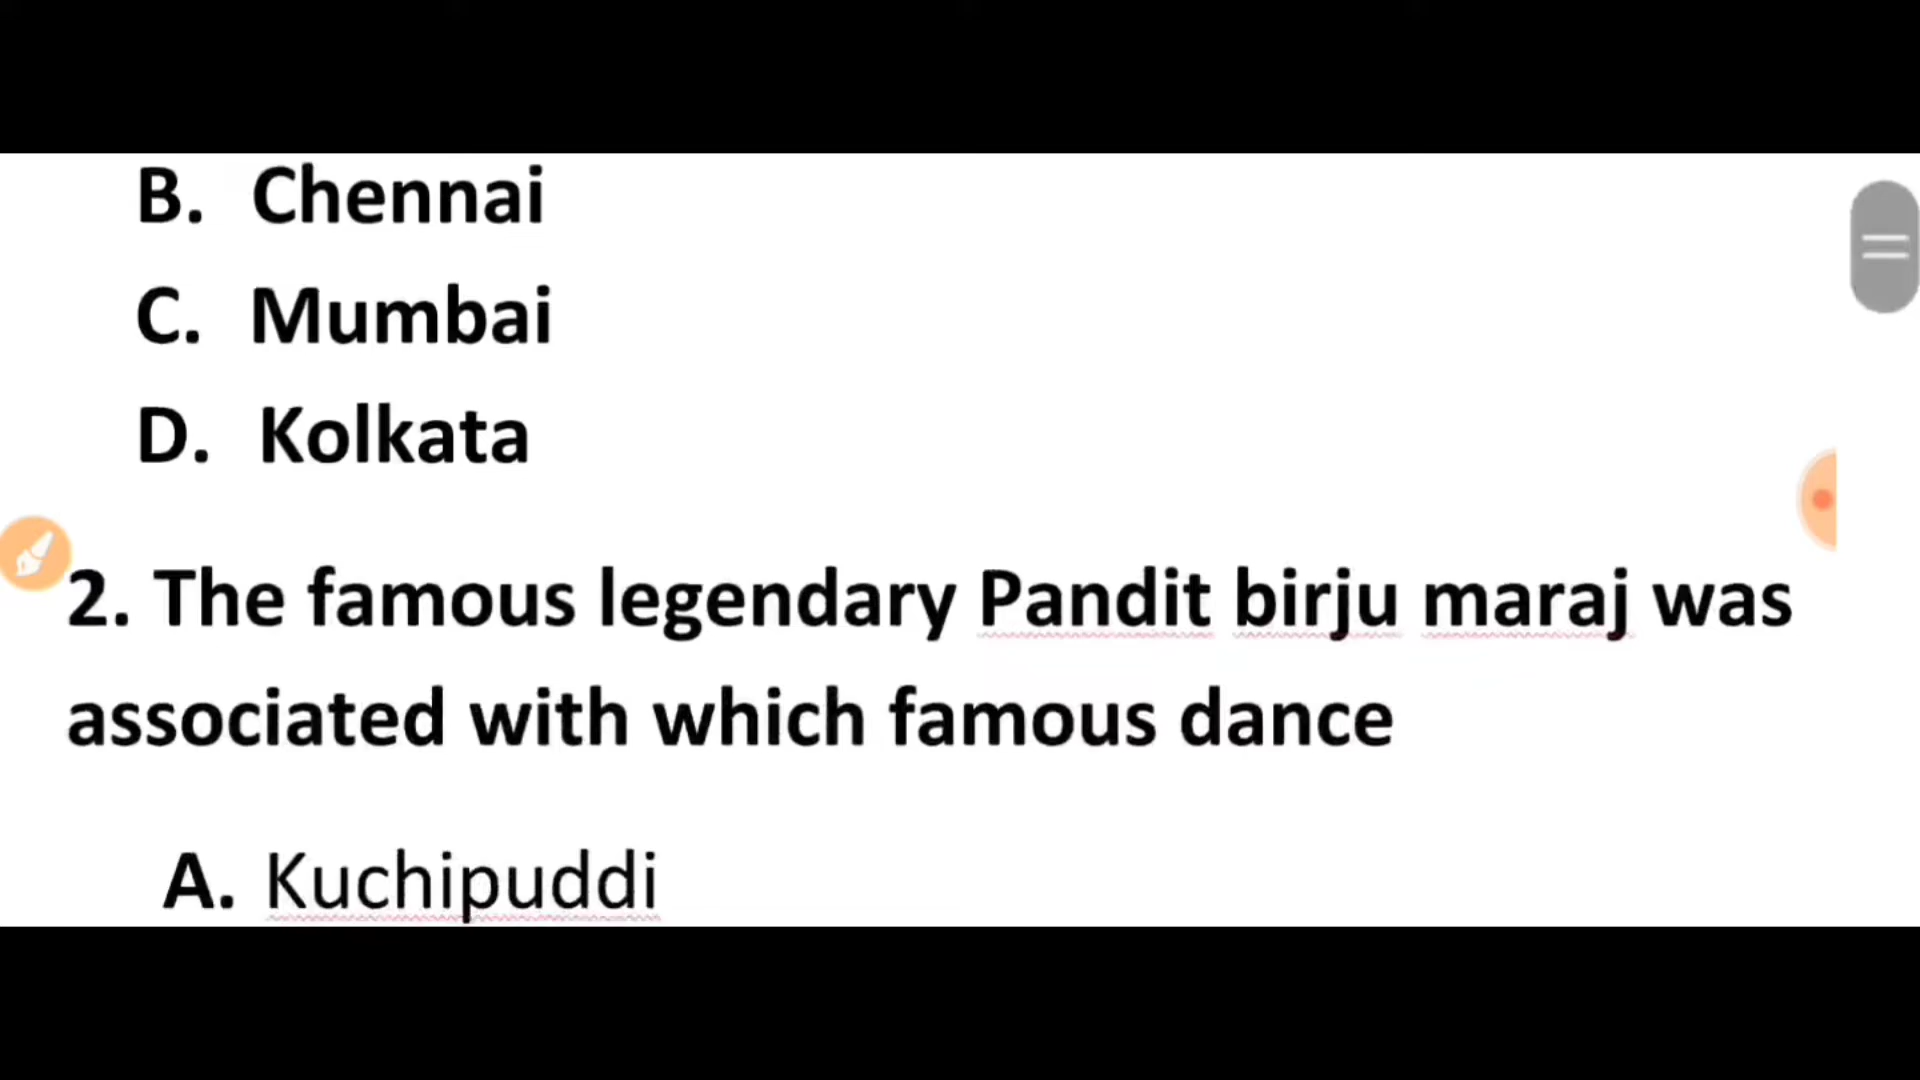 B. Chennai
C. Mumbai
D. Kolkata
2. The famous legendary Pandit birju maraj was
associated with which famous dance
A. Kuchipuddi